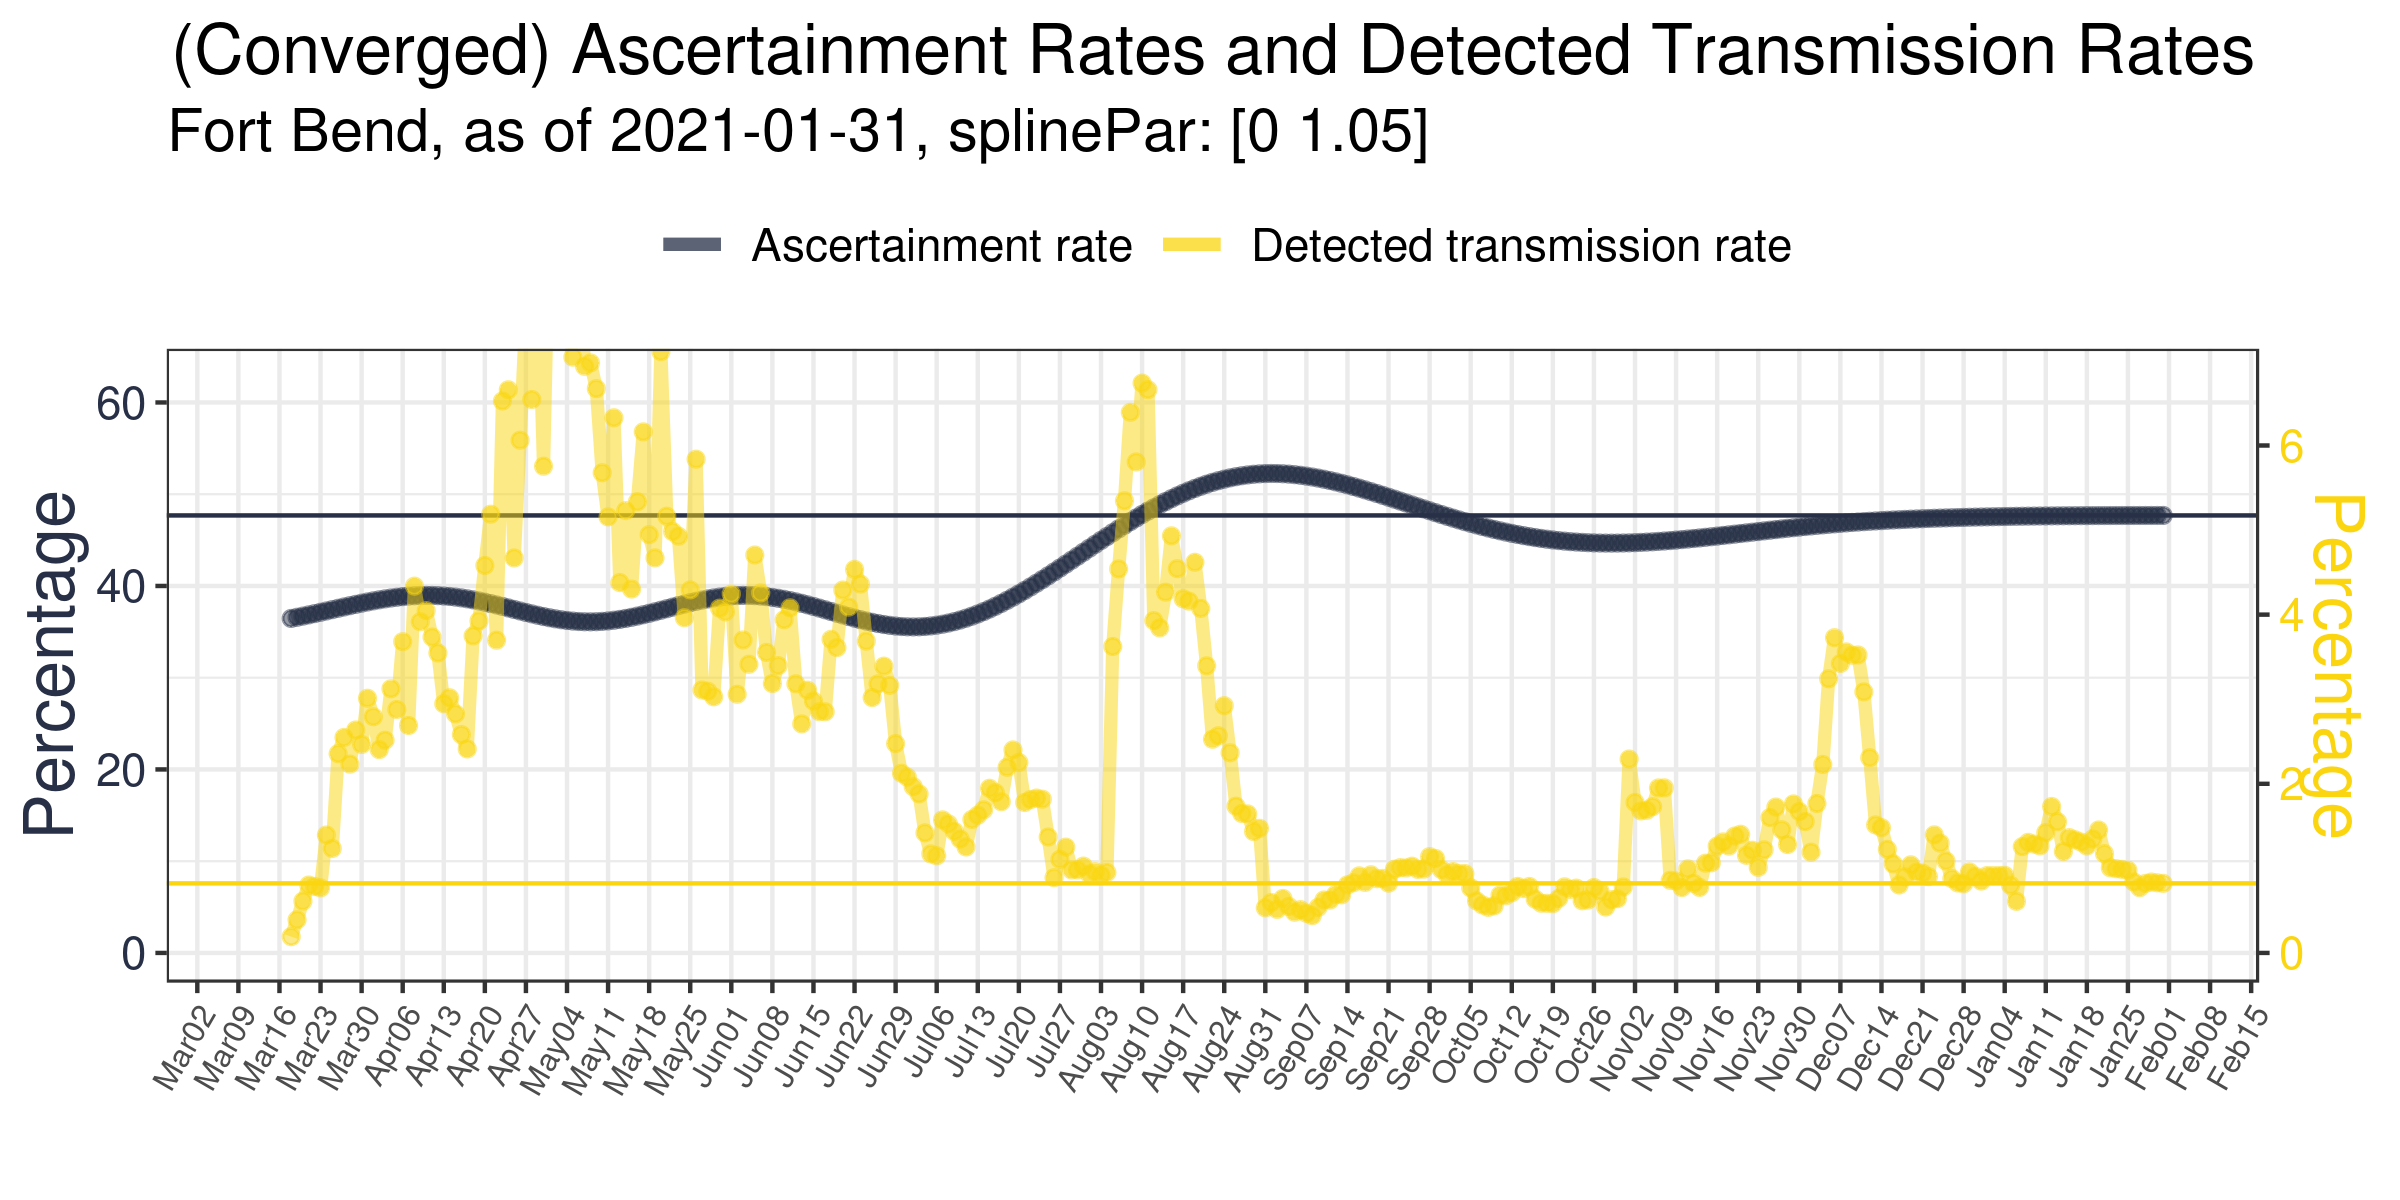 (Converged) Ascertainment Rates and Detected Transmission Rates
Fort Bend, as of 2021-01-31, splinePar: [0 1.05]
Ascertainment rate
Detected transmission rate
Percentage
60
40
20
0
6
4
2
0
Percentage
Mar02
Mar09
Mar16
Mar23
Mar30
Apr06
Apr13
Apr20
Apr27
May04
May11
May18
May25
Jun01
Jun08
Jun15
Jun22
Jun29
Jul06
Jul13
Jul20
Jul27
Aug03
Aug10
Aug17
Aug24
Aug31
Sep07
Sep14
Sep21
Sep28
Oct05
Oct12
Oct19
Oct26
Nov02
Nov09
Nov16
Nov23
Nov30
Dec07
Dec14
Dec21
Dec28
Jan04
Jan11
Jan18
Jan25
Feb01
Feb08
Feb15